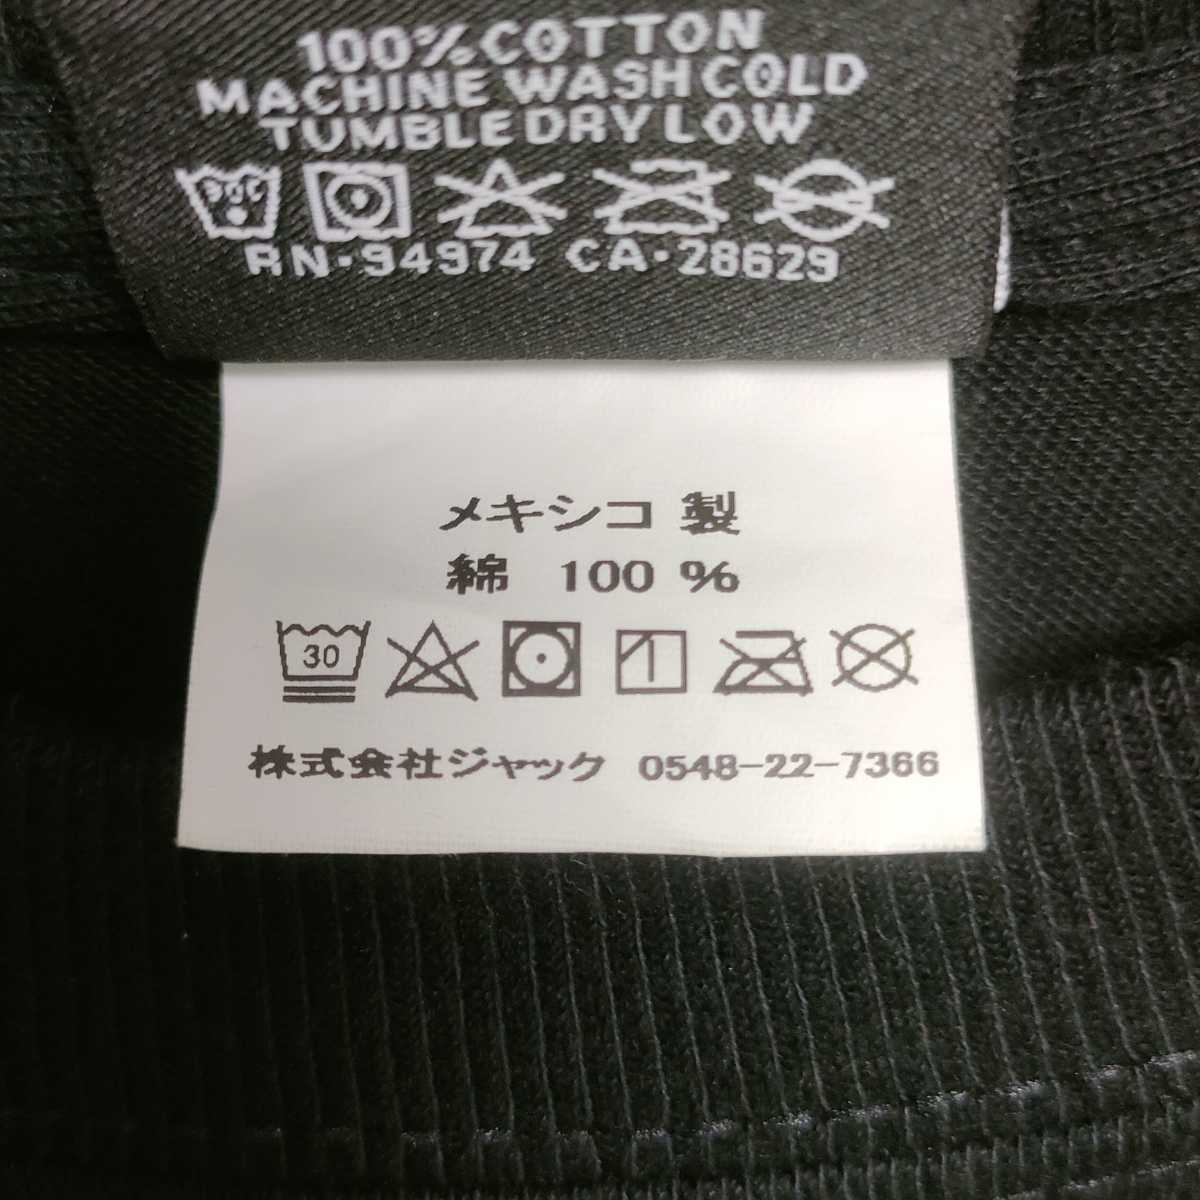 100% COTTON
MACHINE WASH COLD
TUMBLE DRY LOW
30C
RN-94974 CA-28629
メキシコ 製
綿 100 %
30
株式会社ジャック 0548-22-7366